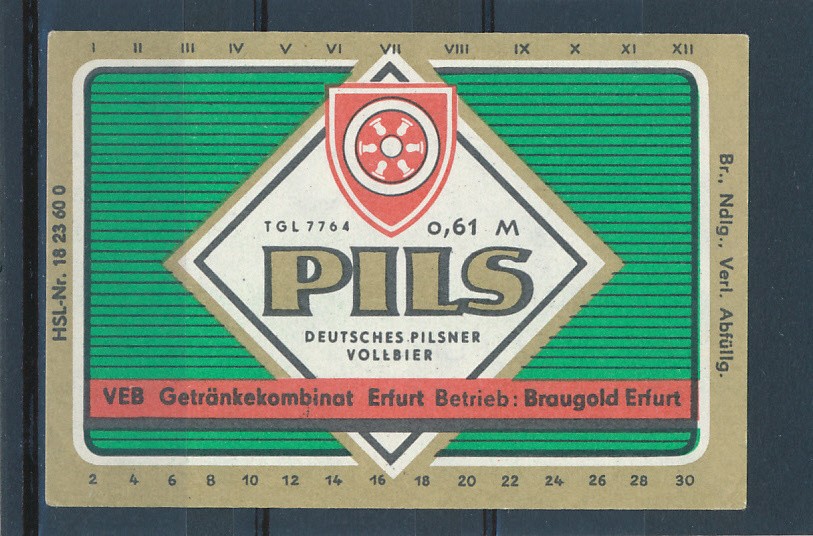 I II III IV V VI VII VIII IX X XI XII
HSL-Nr. 18 23 60 0
TGL 7764 0,61 M
PILS
DEUTSCHES PILSNER
VOLLBIER
VEB Getränkekombinat Erfurt Betrieb: Braugold Erfurt
Br., Ndlg., Verl. Abfüllg.
2 4 6 8 10 12 14 16 18 20 22 24 26 28 30